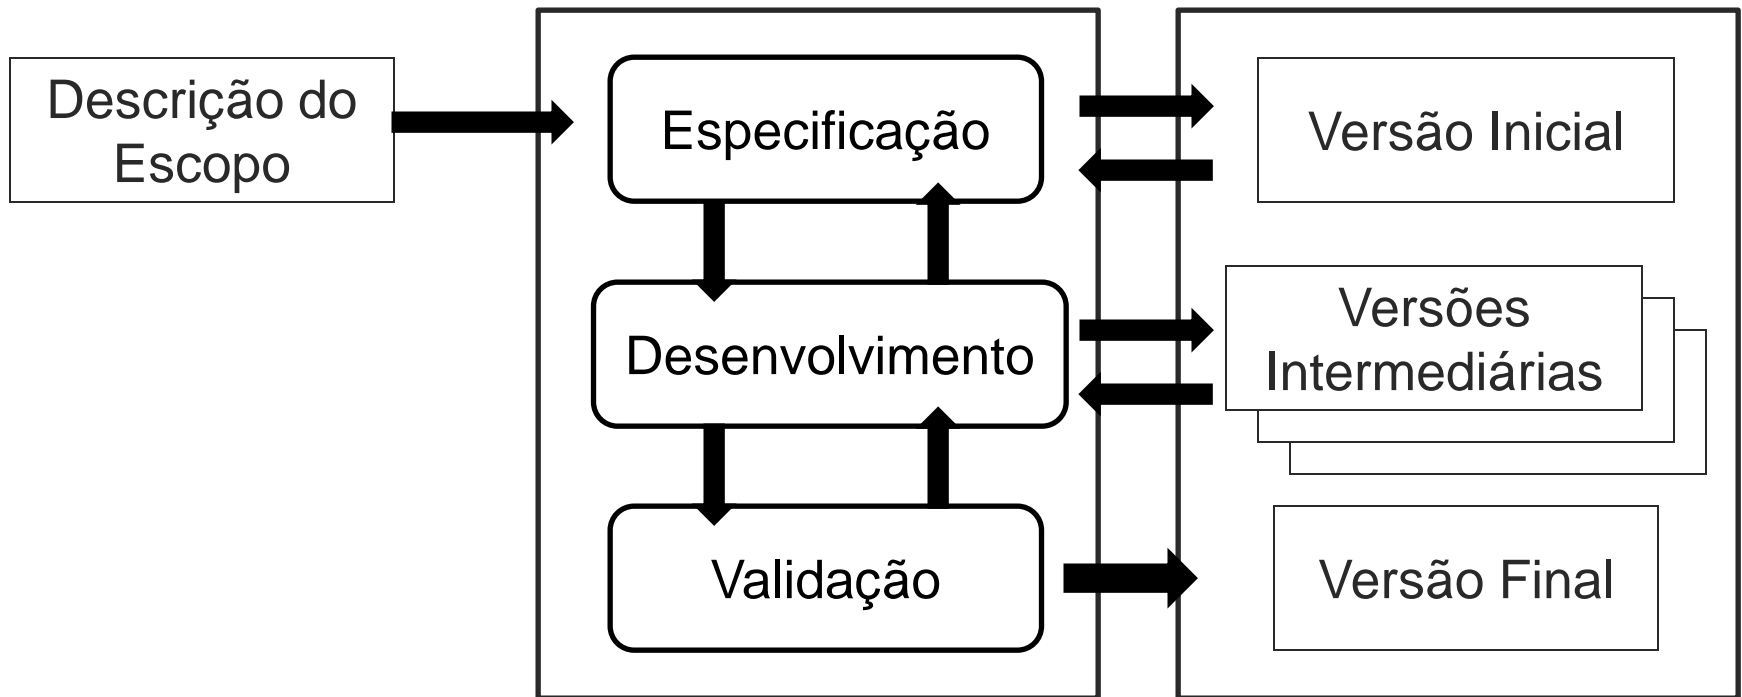 Descrição do
Escopo
Especificação
Versão Inicial
Desenvolvimento
Versões
Intermediárias
Validação
Versão Final